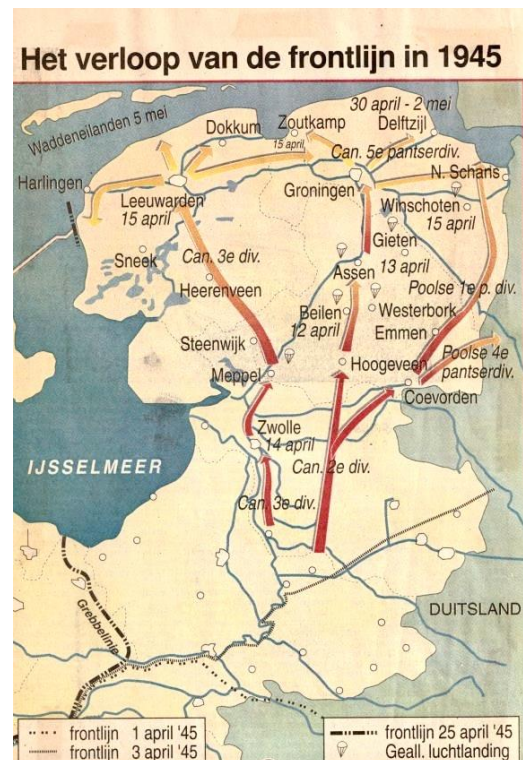 Het verloop van de frontlijn in 1945
Waddeneilanden 5 mei
Dokkum
Zoutkamp
15 april
30 april - 2 mei
Delfzijl
Can. 5e pantserdiv.
Harlingen
Leeuwarden
15 april
Groningen
N. Schans
Winschoten
15 april
Gieten
13 april
Sneek
Can. 3e div.
Heerenveen
Assen
Poolse 1e p. div.
Beilen
12 april
Westerbork
Emmen
Steenwijk
Meppel
Hoogeveen
Poolse 4e
pantserdiv.
Coevorden
Zwolle
14 april
IJSSELMEER
Can. 2e div.
Can. 3e div.
Grebbelinie
DUITSLAND
frontlijn 1 april '45
frontlijn 3 april '45
frontlijn 25 april '45
Geall. luchtlanding